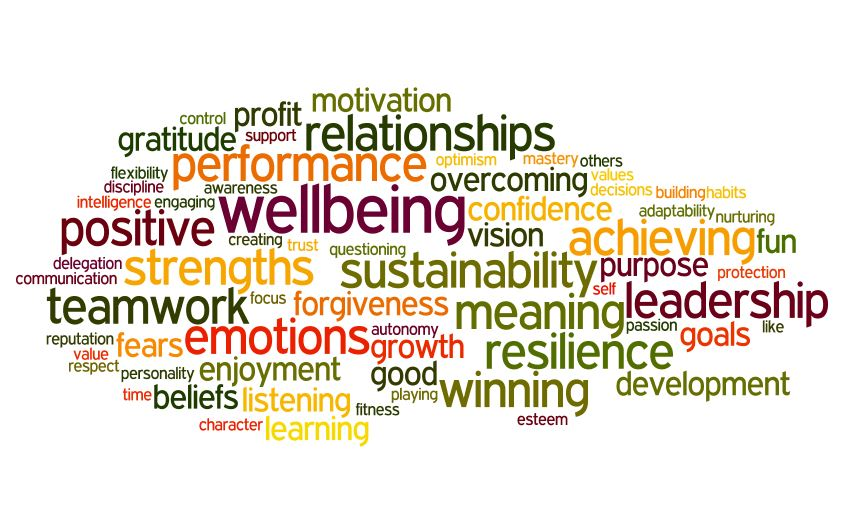 motivation
control profit
gratitude support relationships
performance optimism mastery others
flexibility overcoming values
discipline awareness decisions building habits
intelligence engaging wellbeing confidence adaptability nurturing
positive creating trust vision achieving fun
questioning
delegation strengths sustainability purpose protection
communication self
teamwork focus forgiveness meaning leadership
reputation emotions autonomy passion goals like
value fears growth resilience
respect personality enjoyment good development
time beliefs listening playing winning
fitness esteem
character learning